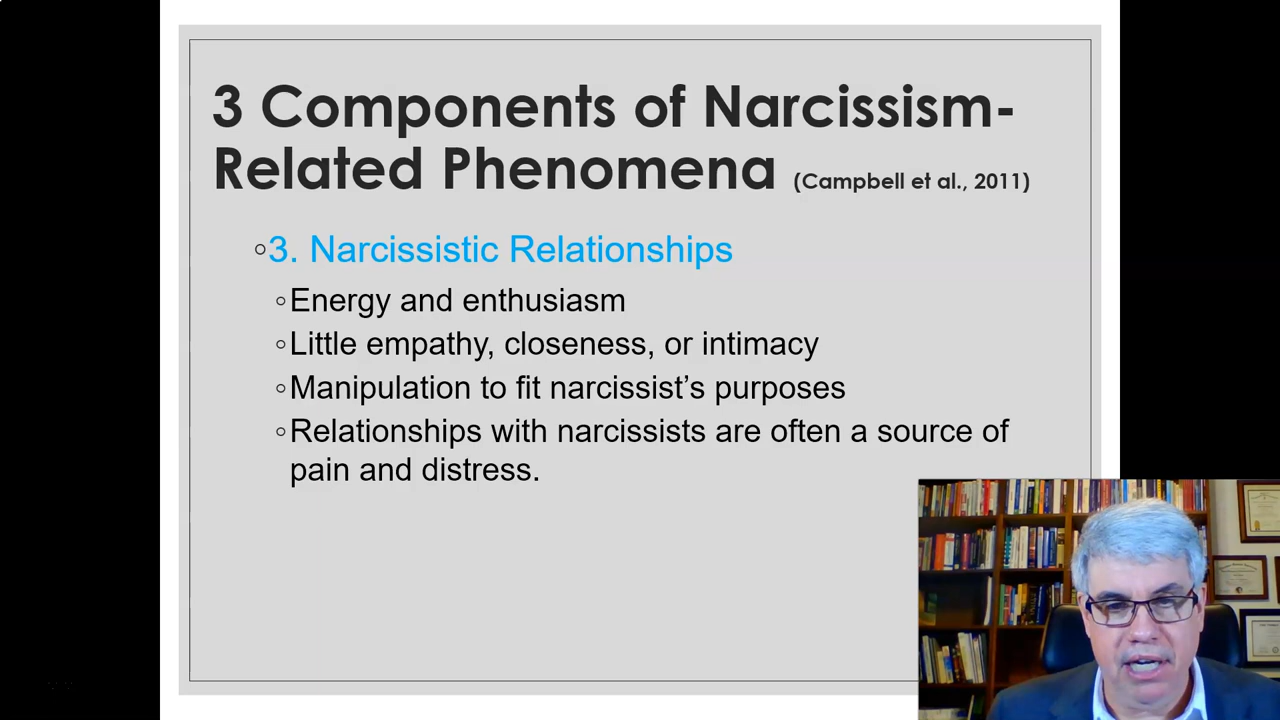 3 Components of Narcissism-
Related Phenomena (Campbell et al., 2011)
◦3. Narcissistic Relationships
◦Energy and enthusiasm
◦Little empathy, closeness, or intimacy
◦Manipulation to fit narcissist’s purposes
◦Relationships with narcissists are often a source of
pain and distress.